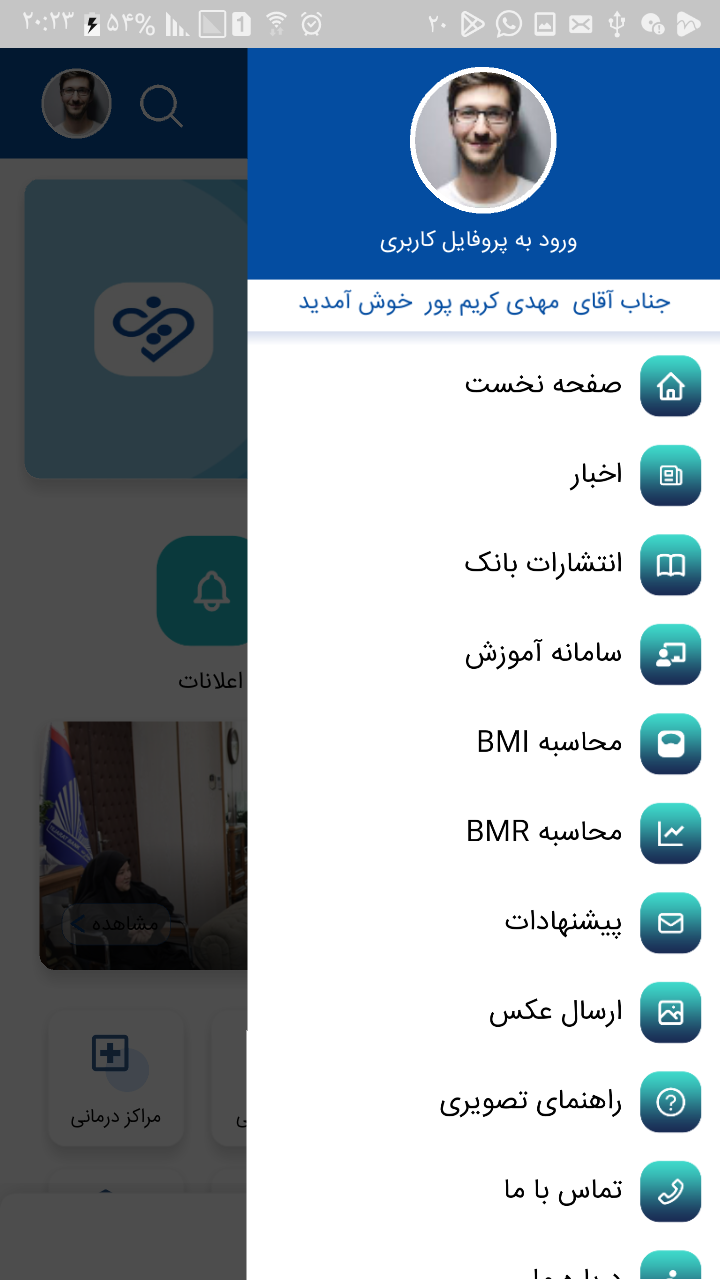 ۲۰:۲۳ ۵۴% 1 ۲۰
ورود به پروفایل کاربری
جناب آقای مهدی کریم پور خوش آمدید
صفحه نخست
اخبار
انتشارات بانک
سامانه آموزش
محاسبه BMI
محاسبه BMR
پیشنهادات
ارسال عکس
راهنمای تصویری
تماس با ما
درباره ما
اعلانات
مشاهده
مراکز درمانی